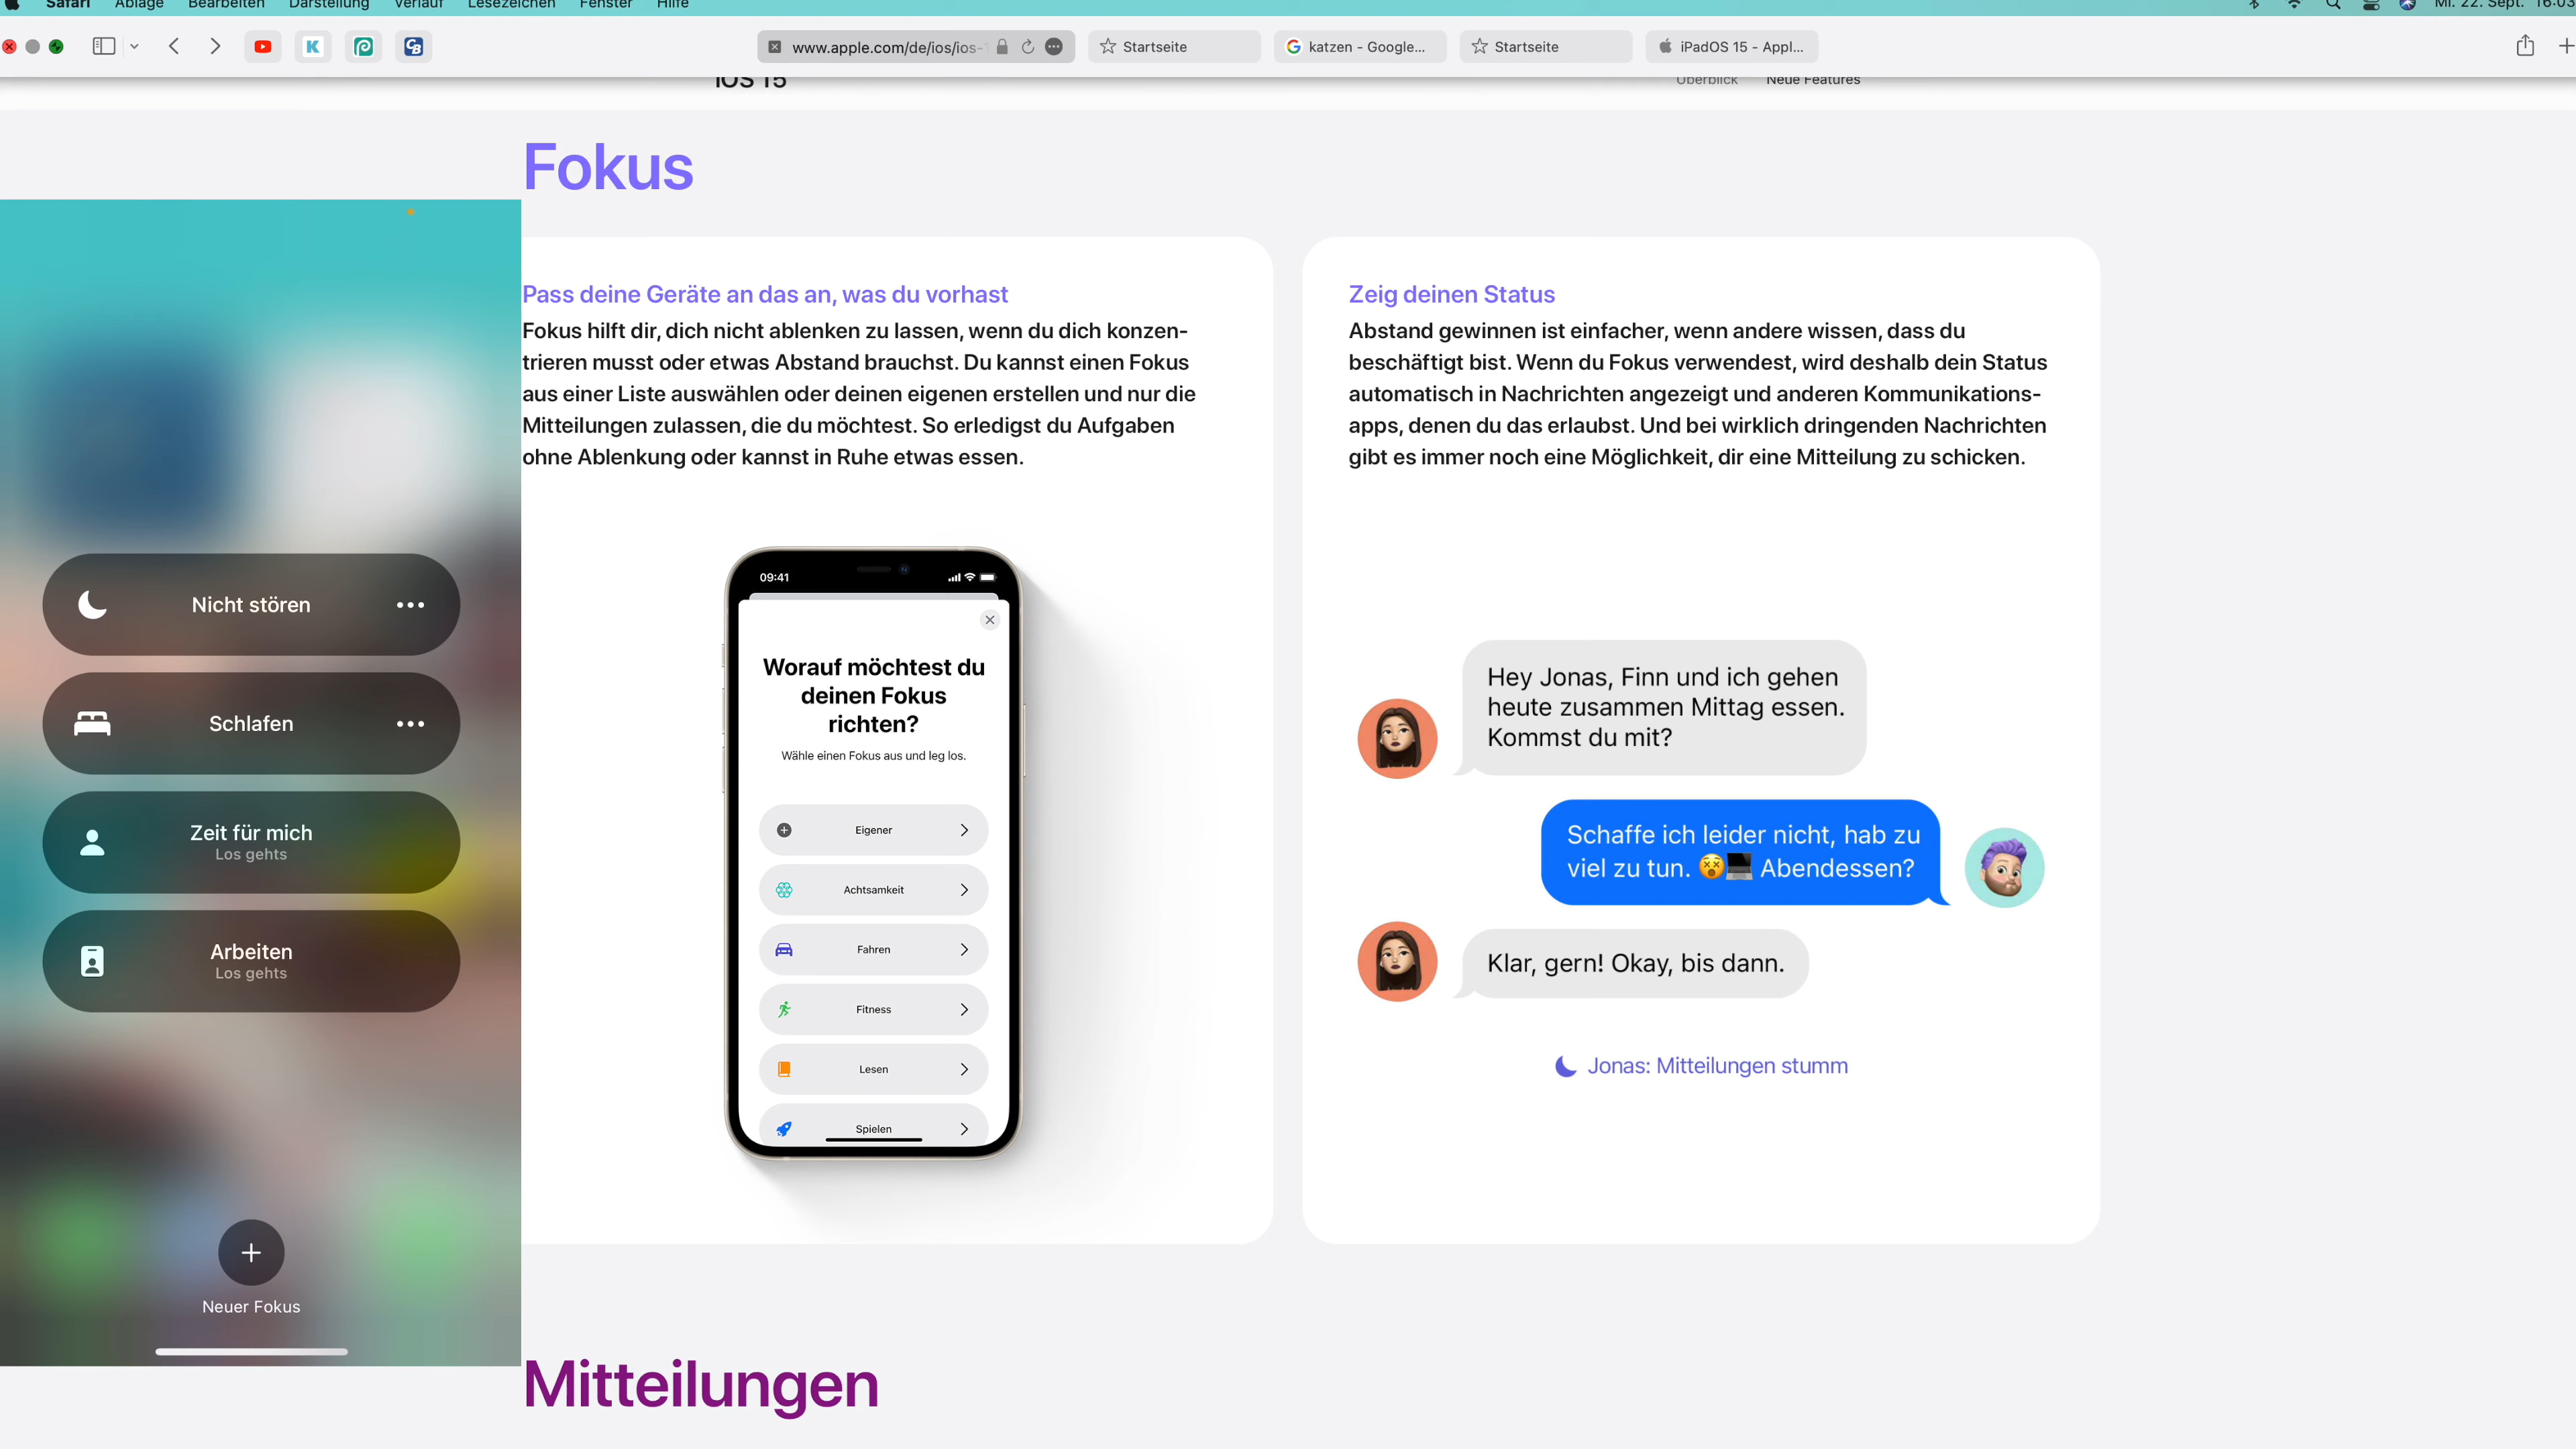 Safari Ablage Bearbeiten Darstellung Verlauf Lesezeichen Fenster Hilfe
Mi. 22. Sept. 16:03
www.apple.com/de/ios/ios-
Startseite
katzen - Google...
Startseite
iPadOS 15 - Appl...
iOS 15
Überblick
Neue Features
Fokus
Pass deine Geräte an das an, was du vorhast
Fokus hilft dir, dich nicht ablenken zu lassen, wenn du dich konzen-
trieren musst oder etwas Abstand brauchst. Du kannst einen Fokus
aus einer Liste auswählen oder deinen eigenen erstellen und nur die
Mitteilungen zulassen, die du möchtest. So erledigst du Aufgaben
ohne Ablenkung oder kannst in Ruhe etwas essen.
Zeig deinen Status
Abstand gewinnen ist einfacher, wenn andere wissen, dass du
beschäftigt bist. Wenn du Fokus verwendest, wird deshalb dein Status
automatisch in Nachrichten angezeigt und anderen Kommunikations-
apps, denen du das erlaubst. Und bei wirklich dringenden Nachrichten
gibt es immer noch eine Möglichkeit, dir eine Mitteilung zu schicken.
Nicht stören
Schlafen
Zeit für mich
Los gehts
Arbeiten
Los gehts
Neuer Fokus
09:41
Worauf möchtest du
deinen Fokus
richten?
Wähle einen Fokus aus und leg los.
Eigener
Achtsamkeit
Fahren
Fitness
Lesen
Spielen
Hey Jonas, Finn und ich gehen
heute zusammen Mittag essen.
Kommst du mit?
Schaffe ich leider nicht, hab zu
viel zu tun. 😵💻 Abendessen?
Klar, gern! Okay, bis dann.
Jonas: Mitteilungen stumm
Mitteilungen